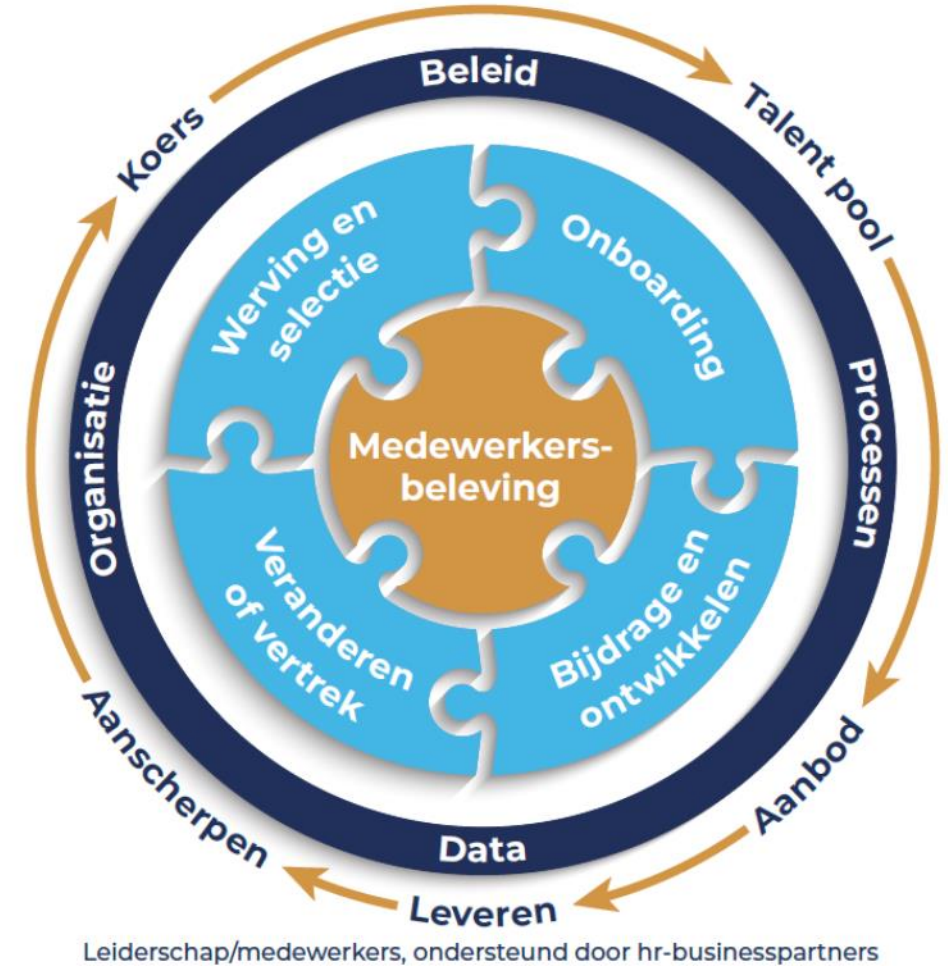 Beleid
Koers
Talent pool
Werving en
selectie
Onboarding
Organisatie
Processen
Medewerkers-
beleving
Veranderen
of vertrek
Bijdrage en
ontwikkelen
Aanscherpen
Aanbod
Data
Leveren
Leiderschap/medewerkers, ondersteund door hr-businesspartners